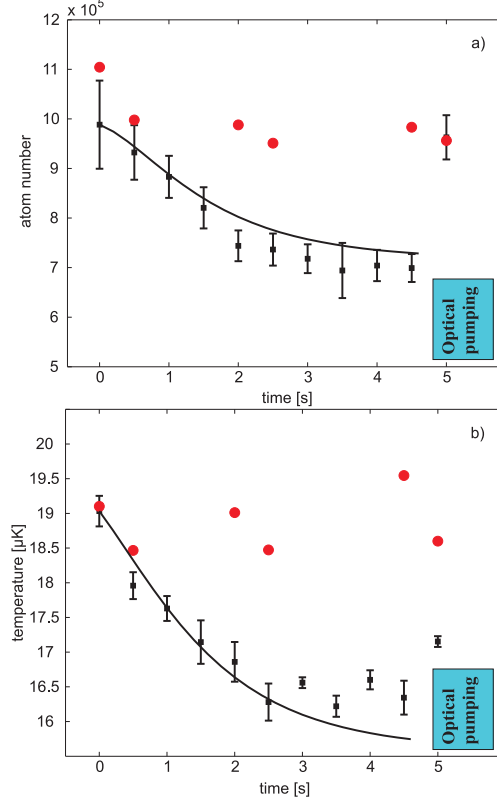 x 10⁵
12
a)
11
10
9
8
7
6
5
atom number
0
1
2
3
4
5
time [s]
Optical
pumping
b)
20
19.5
19
18.5
18
17.5
17
16.5
16
temperature [µK]
0
1
2
3
4
5
time [s]
Optical
pumping